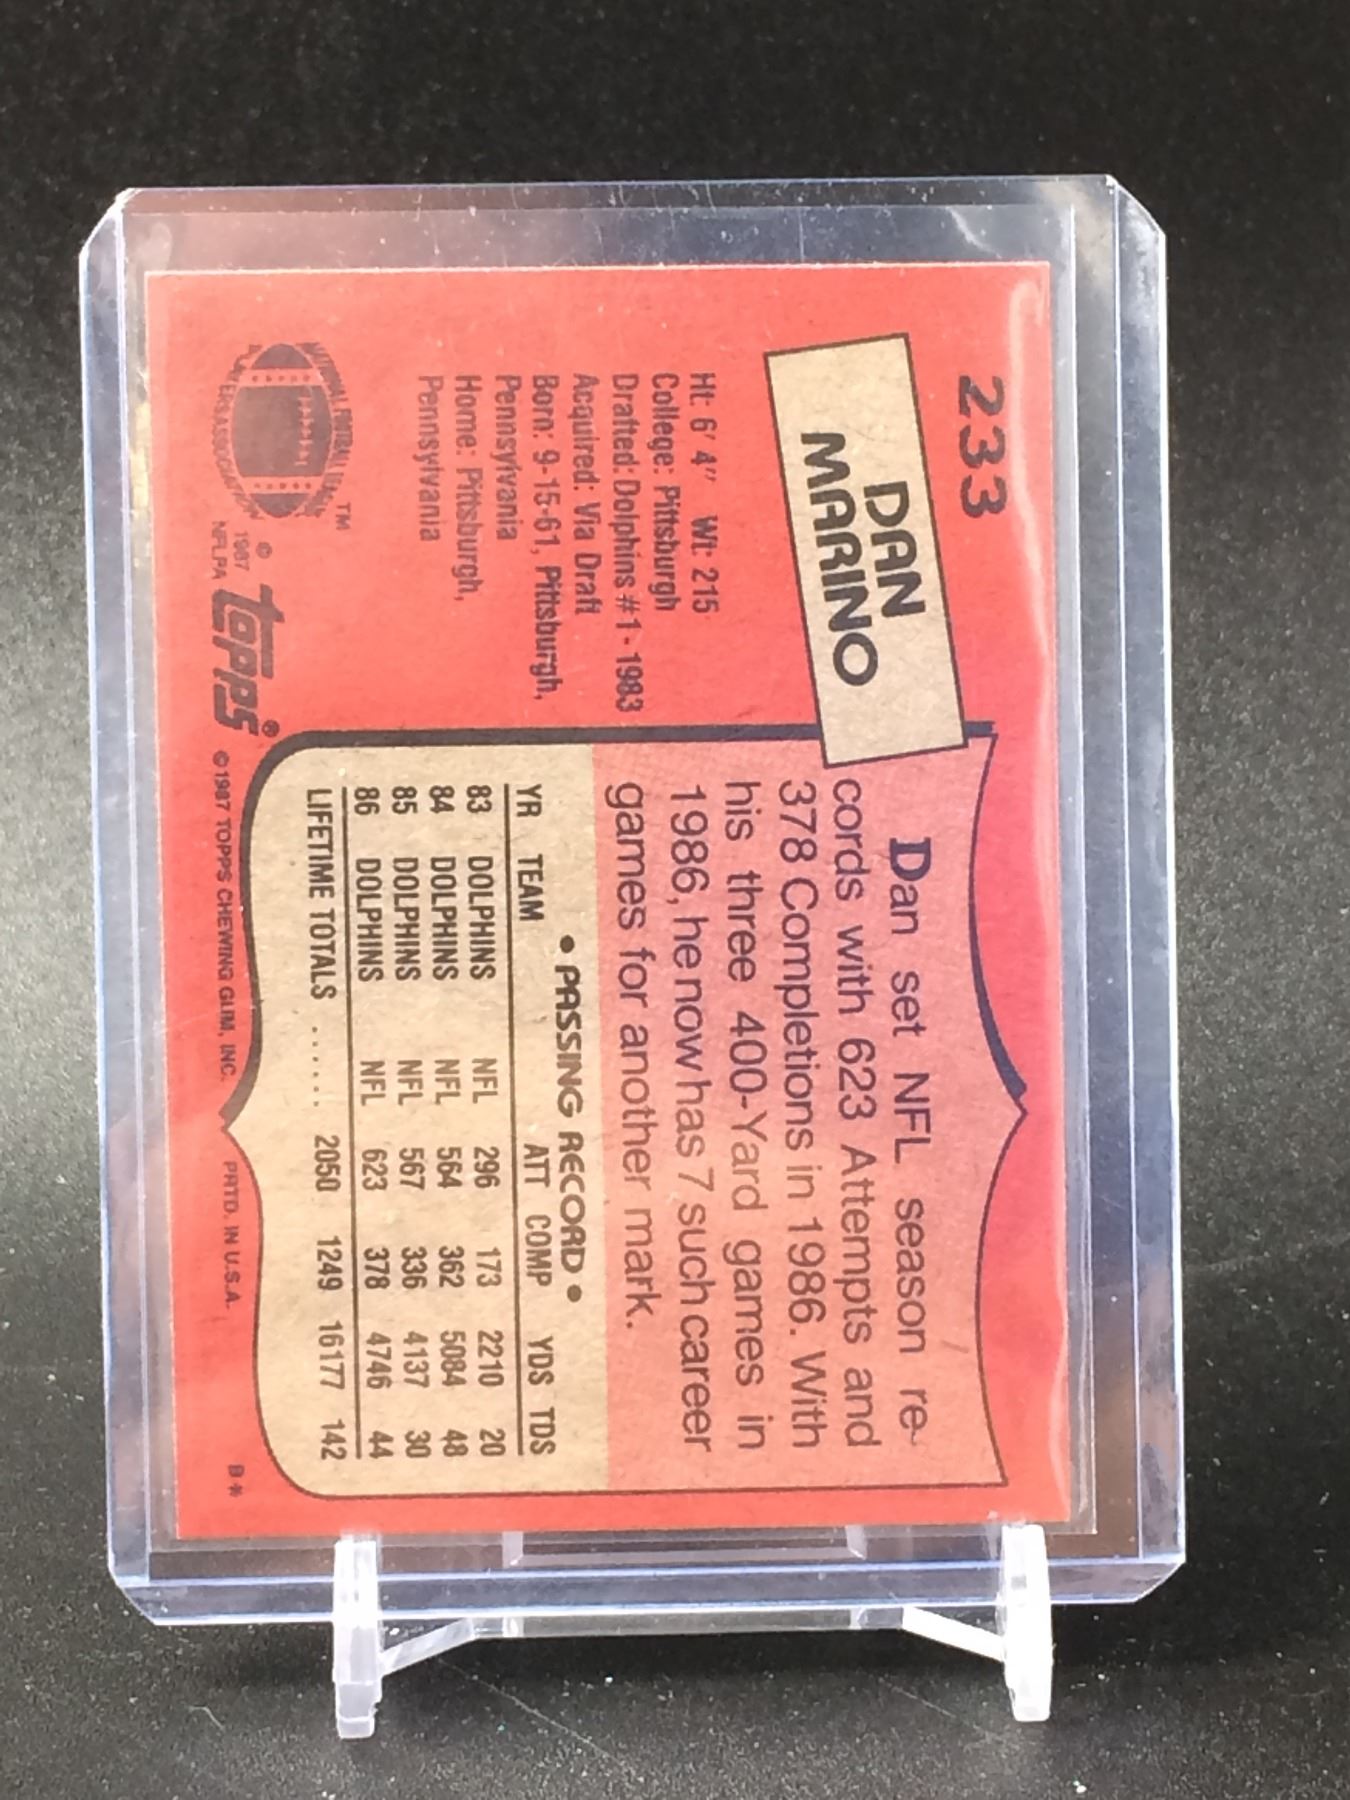 233
DAN
MARINO
Ht: 6' 4" Wt: 215
College: Pittsburgh
Drafted: Dolphins #1-1983
Acquired: Via Draft
Born: 9-15-61, Pittsburgh,
Pennsylvania
Home: Pittsburgh,
Pennsylvania
NATIONAL FOOTBALL LEAGUE
PLAYERS ASSOCIATION
TM
© 1987
NFLPA
topps®
Dan set NFL season re-
cords with 623 Attempts and
378 Completions in 1986. With
his three 400-Yard games in
1986, he now has 7 such career
games for another mark.
• PASSING RECORD •
YR TEAM ATT COMP YDS TDS
83 DOLPHINS NFL 296 173 2210 20
84 DOLPHINS NFL 564 362 5084 48
85 DOLPHINS NFL 567 336 4137 30
86 DOLPHINS NFL 623 378 4746 44
LIFETIME TOTALS ...... 2050 1249 16177 142
©1987 TOPPS CHEWING GUM, INC. PRTD. IN U.S.A. B*